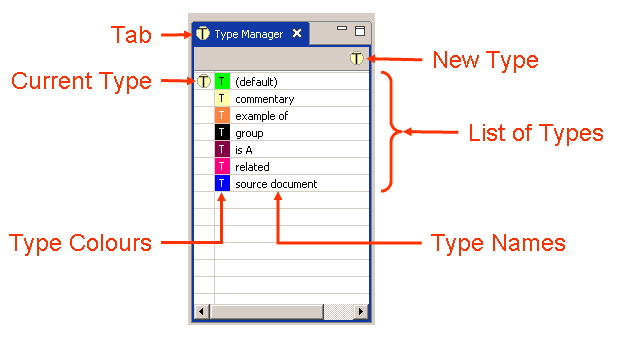 Tab
T Type Manager
T
New Type
Current Type
T T (default)
T commentary
T example of
T group
T is A
T related
T source document
List of Types
Type Colours
Type Names